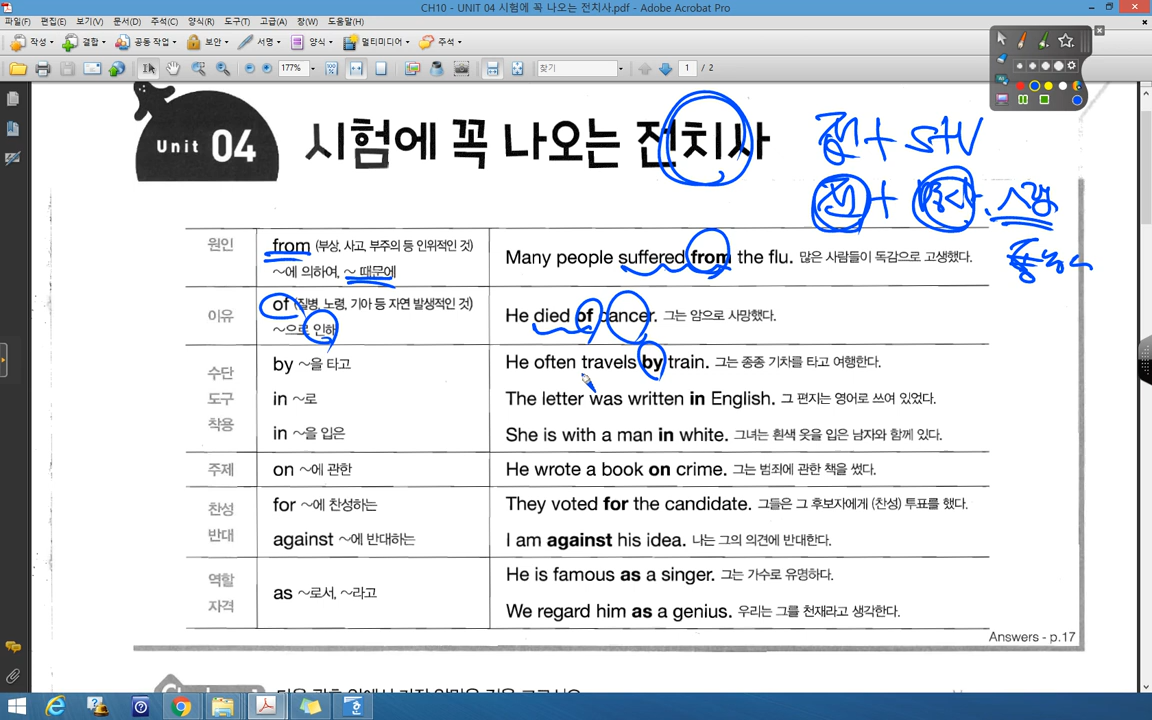 CH10 - UNIT 04 시험에 꼭 나오는 전치사.pdf - Adobe Acrobat Pro
파일(F) 편집(E) 보기(V) 문서(D) 주석(C) 양식(R) 도구(T) 고급(A) 창(W) 도움말(H)
작성 결합 공동 작업 보안 서명 양식 멀티미디어 주석
177% 찾기 1 / 2
Unit 04 시험에 꼭 나오는 전치사
전 + S+V
전 + 명사
원인 from (부상, 사고, 부주의 등 인위적인 것)
~에 의하여, ~ 때문에
Many people suffered from the flu. 많은 사람들이 독감으로 고생했다.
이유 of (질병, 노령, 기아 등 자연 발생적인 것)
~으로 인해
He died of cancer. 그는 암으로 사망했다.
수단
도구
착용
by ~을 타고 He often travels by train. 그는 종종 기차를 타고 여행한다.
in ~로 The letter was written in English. 그 편지는 영어로 쓰여 있었다.
in ~을 입은 She is with a man in white. 그녀는 흰색 옷을 입은 남자와 함께 있다.
주제 on ~에 관한 He wrote a book on crime. 그는 범죄에 관한 책을 썼다.
찬성
반대
for ~에 찬성하는 They voted for the candidate. 그들은 그 후보자에게 (찬성) 투표를 했다.
against ~에 반대하는 I am against his idea. 나는 그의 의견에 반대한다.
역할
자격
as ~로서, ~라고 He is famous as a singer. 그는 가수로 유명하다.
We regard him as a genius. 우리는 그를 천재라고 생각한다.
Answers - p.17